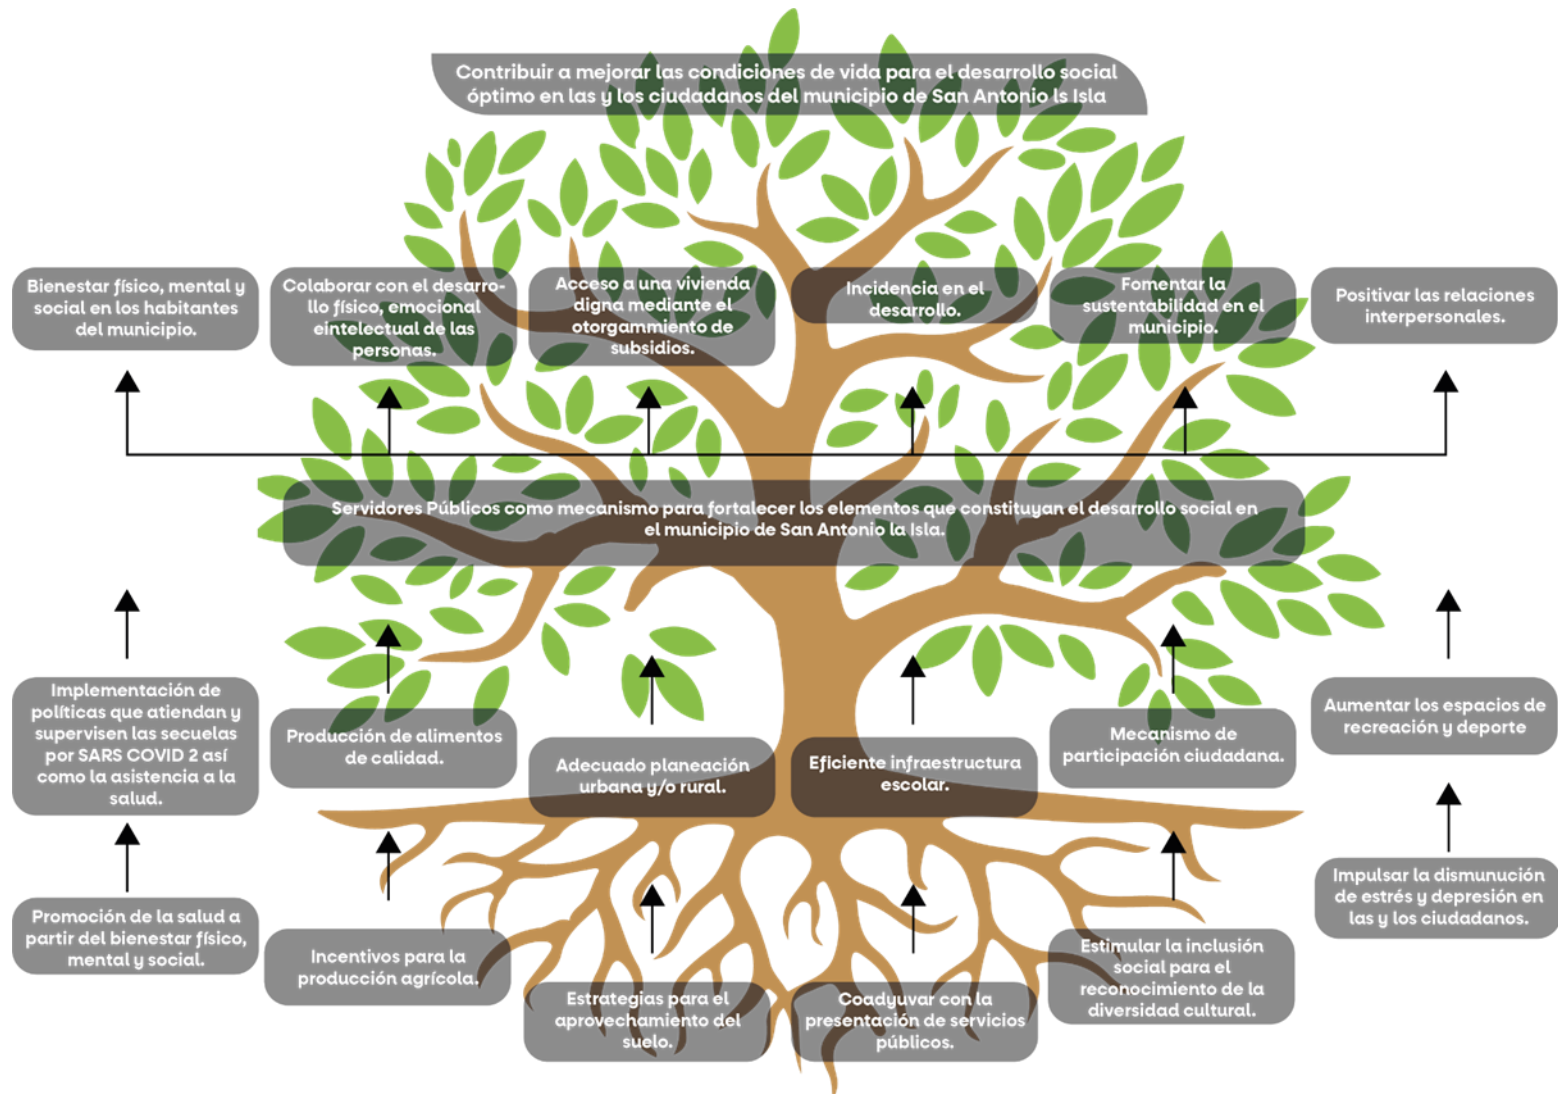 Contribuir a mejorar las condiciones de vida para el desarrollo social
óptimo en las y los ciudadanos del municipio de San Antonio ls Isla
Bienestar físico, mental y
social en los habitantes
del municipio.
Colaborar con el desarro-
llo físico, emocional
eintelectual de las
personas.
Acceso a una vivienda
digna mediante el
otorgammiento de
subsidios.
Incidencia en el
desarrollo.
Fomentar la
sustentabilidad en el
municipio.
Positivar las relaciones
interpersonales.
Servidores Públicos como mecanismo para fortalecer los elementos que constituyan el desarrollo social en
el municipio de San Antonio la Isla.
Implementación de
políticas que atiendan y
supervisen las secuelas
por SARS COVID 2 así
como la asistencia a la
salud.
Producción de alimentos
de calidad.
Adecuado planeación
urbana y/o rural.
Eficiente infraestructura
escolar.
Mecanismo de
participación ciudadana.
Aumentar los espacios de
recreación y deporte
Promoción de la salud a
partir del bienestar físico,
mental y social.
Incentivos para la
producción agrícola.
Estrategias para el
aprovechamiento del
suelo.
Coadyuvar con la
presentación de servicios
públicos.
Estimular la inclusión
social para el
reconocimiento de la
diversidad cultural.
Impulsar la dismunución
de estrés y depresión en
las y los ciudadanos.